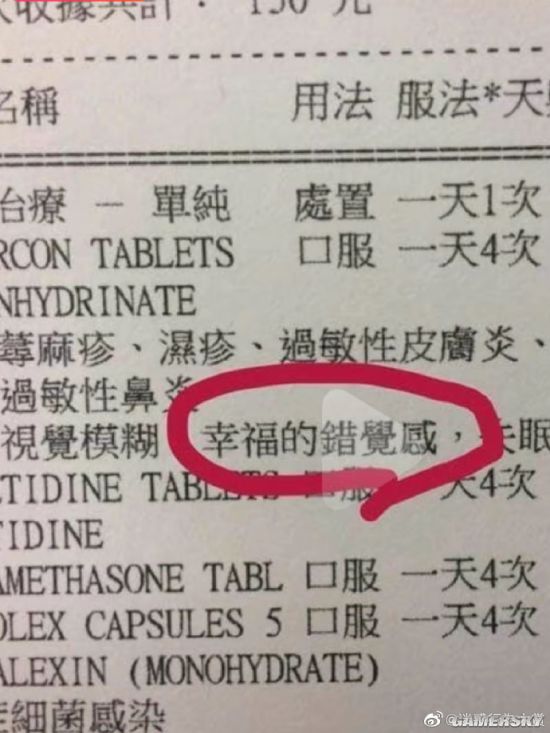 收據共計： 150 元
名稱 用法 服法*天
治療 － 單純 處置 一天1次
RCON TABLETS 口服 一天4次
NHYDRINATE
蕁麻疹、濕疹、過敏性皮膚炎、
過敏性鼻炎
視覺模糊 幸福的錯覺感，失眠
TIDINE TABLETS 口服 一天4次
TIDINE
AMETHASONE TABL 口服 一天4次
OLEX CAPSULES 5 口服 一天4次
ALEXIN (MONOHYDRATE)
細菌感染
GAMERSKY